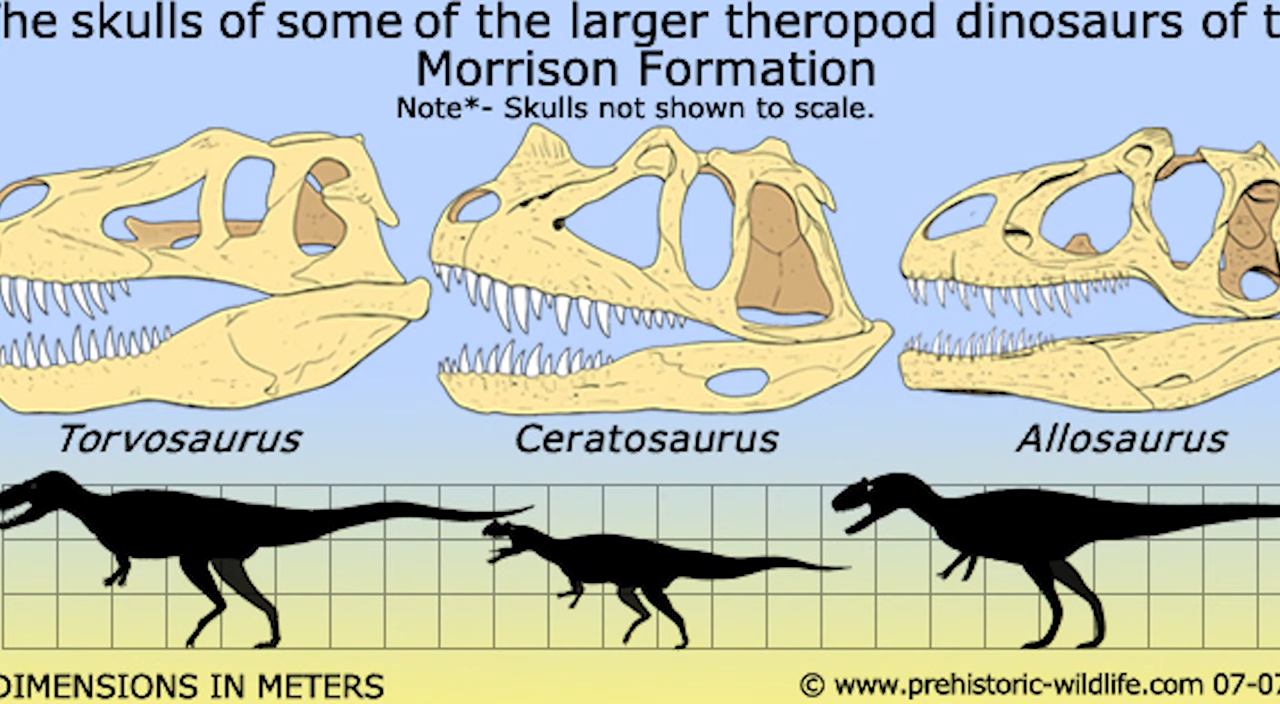 he skulls of some of the larger theropod dinosaurs of t
Morrison Formation
Note*- Skulls not shown to scale.
Torvosaurus
Ceratosaurus
Allosaurus
DIMENSIONS IN METERS
© www.prehistoric-wildlife.com 07-07